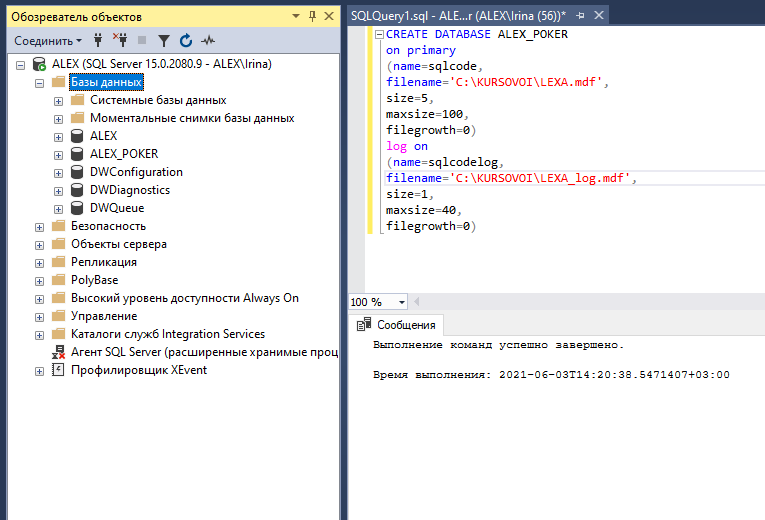 Обозреватель объектов
Соединить
ALEX (SQL Server 15.0.2080.9 - ALEX\Irina)
Базы данных
Системные базы данных
Моментальные снимки базы данных
ALEX
ALEX_POKER
DWConfiguration
DWDiagnostics
DWQueue
Безопасность
Объекты сервера
Репликация
PolyBase
Высокий уровень доступности Always On
Управление
Каталоги служб Integration Services
Агент SQL Server (расширенные хранимые проц
Профилировщик XEvent
SQLQuery1.sql - ALE...r (ALEX\Irina (56))*
CREATE DATABASE ALEX_POKER
on primary
(name=sqlcode,
filename='C:\KURSOVOI\LEXA.mdf',
size=5,
maxsize=100,
filegrowth=0)
log on
(name=sqlcodelog,
filename='C:\KURSOVOI\LEXA_log.mdf',
size=1,
maxsize=40,
filegrowth=0)
100 %
Сообщения
Выполнение команд успешно завершено.
Время выполнения: 2021-06-03T14:20:38.5471407+03:00